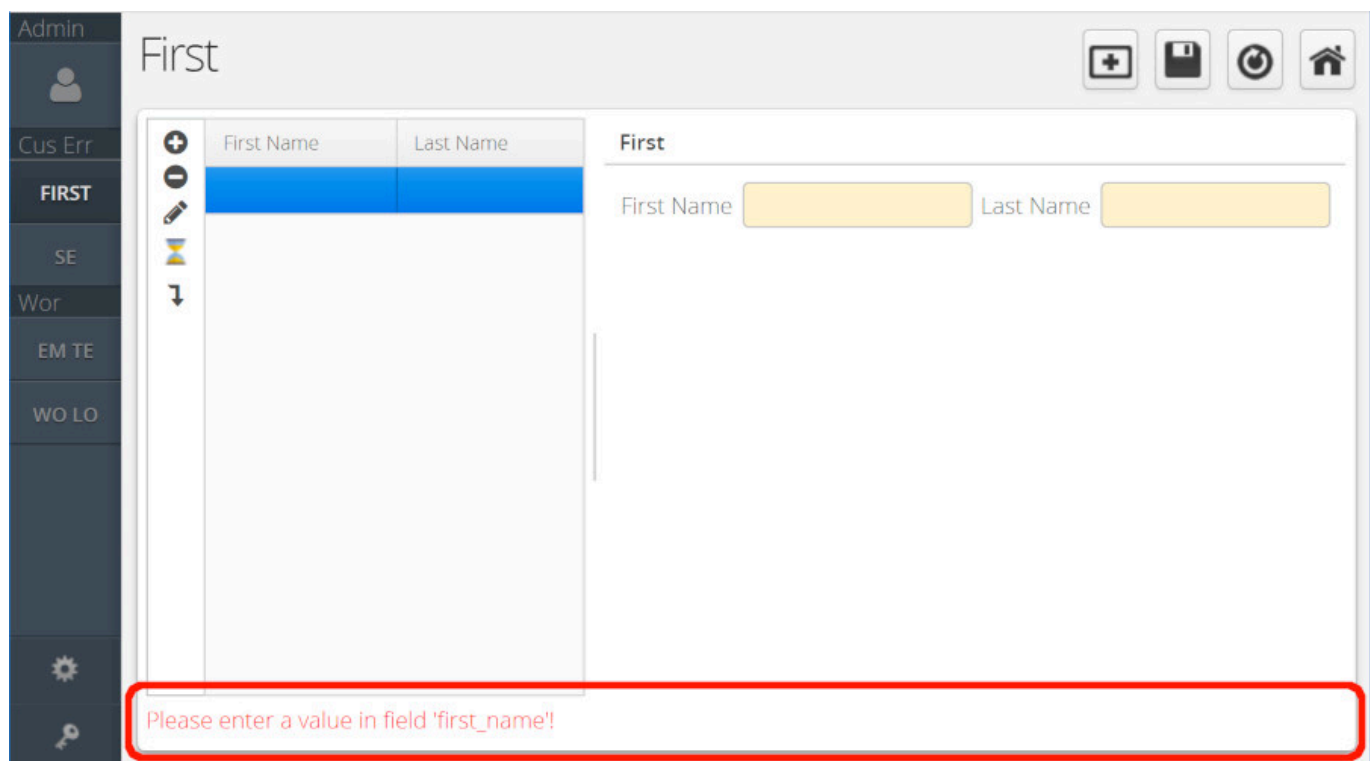 Admin
First
Cus Err
First Name Last Name
First
FIRST
First Name
Last Name
SE
Wor
EM TE
WO LO
Please enter a value in field 'first_name'!